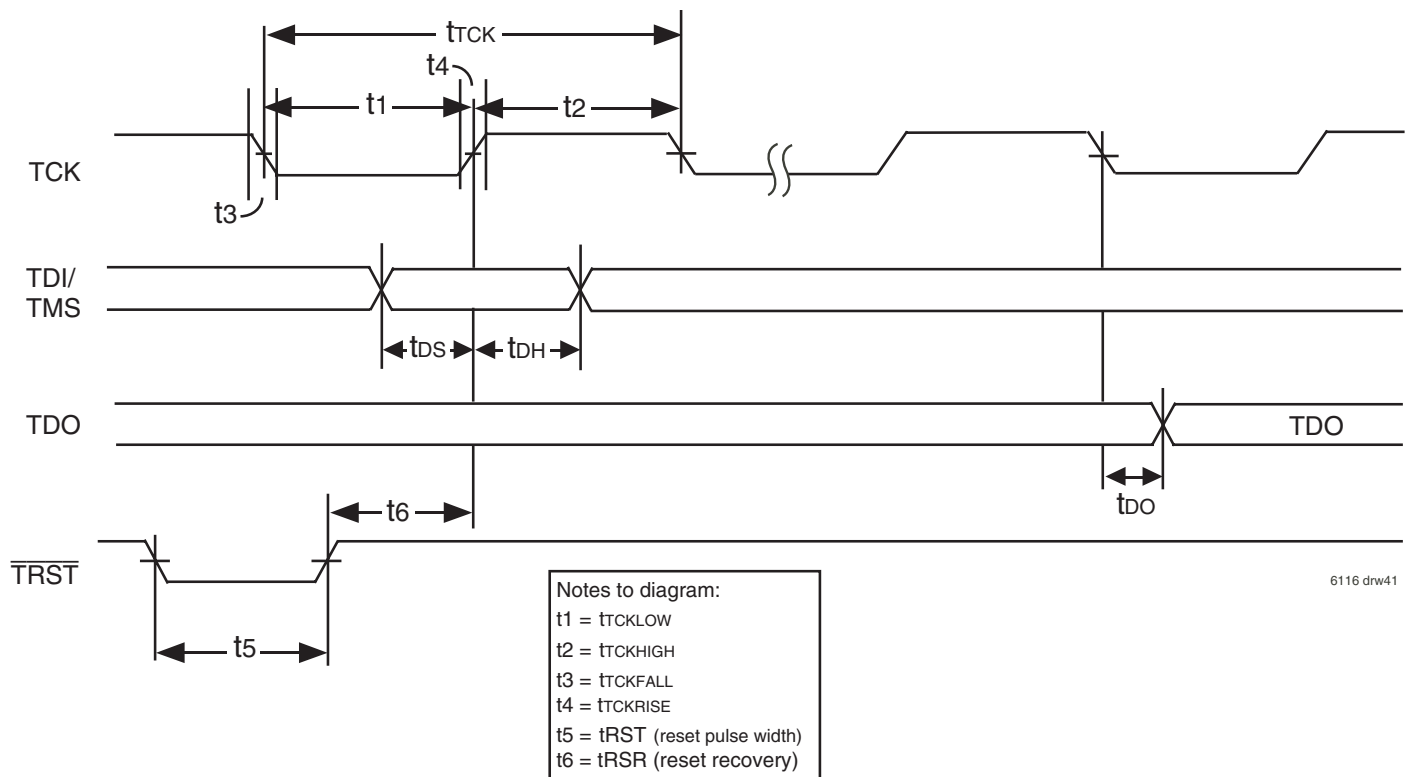 tTCK
t4
t1
t2
TCK
t3
TDI/
TMS
tDS
tDH
TDO
TDO
tDO
t6
TRST
t5
6116 drw41
Notes to diagram:
t1 = tTCKLOW
t2 = tTCKHIGH
t3 = tTCKFALL
t4 = tTCKRISE
t5 = tRST (reset pulse width)
t6 = tRSR (reset recovery)